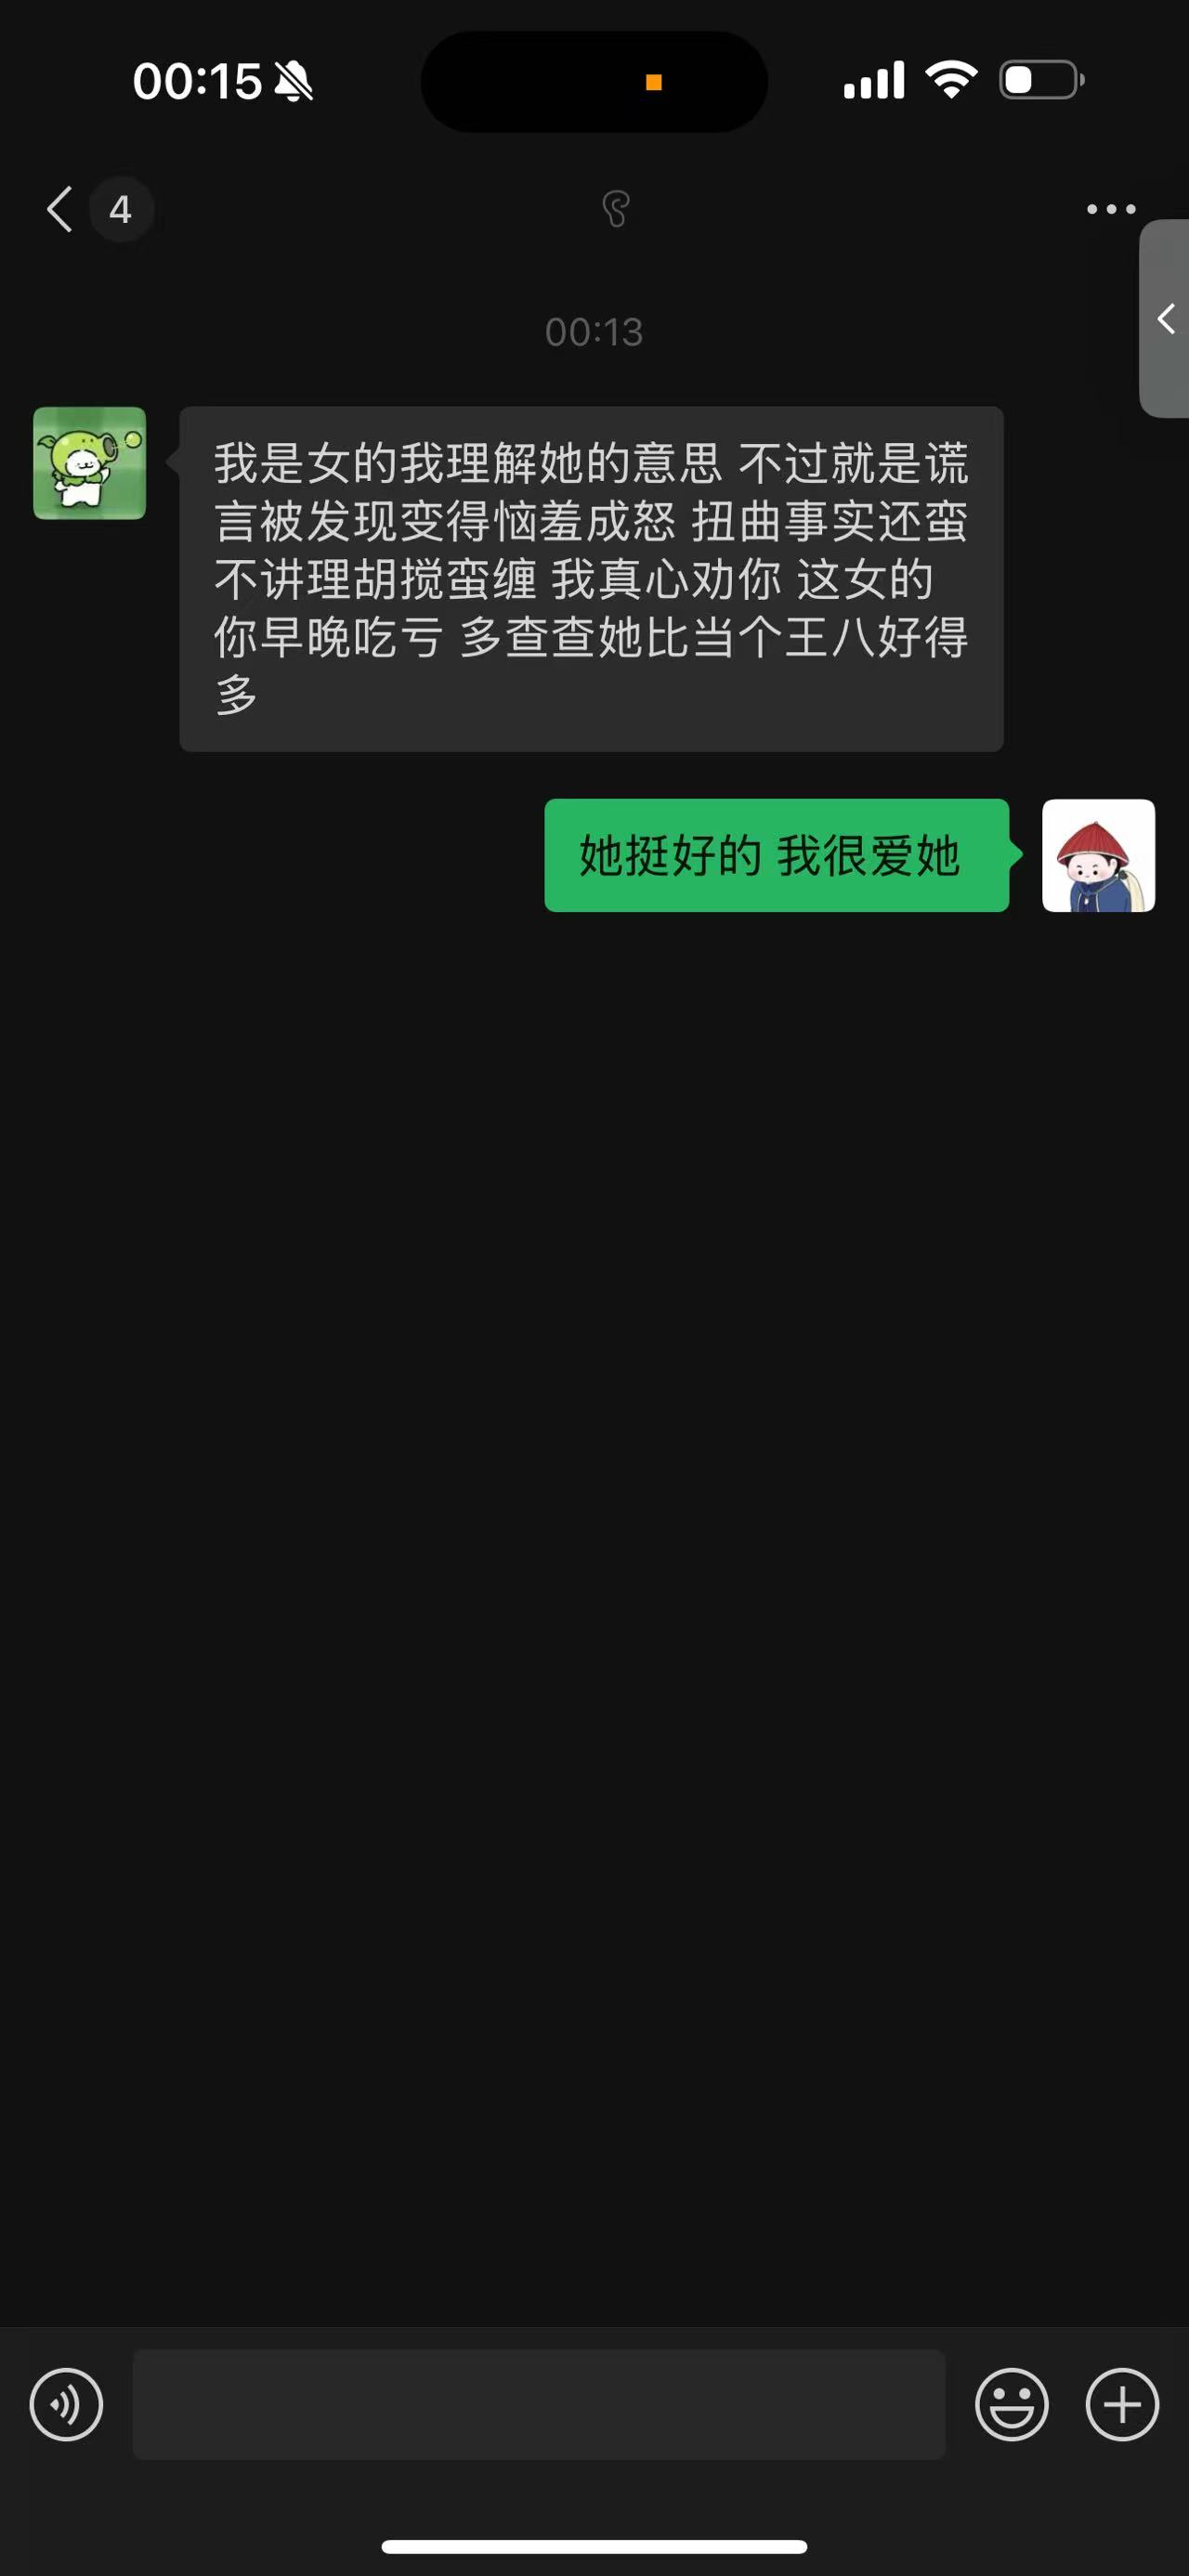 00:15
4
00:13
我是女的我理解她的意思 不过就是谎
言被发现变得恼羞成怒 扭曲事实还蛮
不讲理胡搅蛮缠 我真心劝你 这女的
你早晚吃亏 多查查她比当个王八好得
多
她挺好的 我很爱她